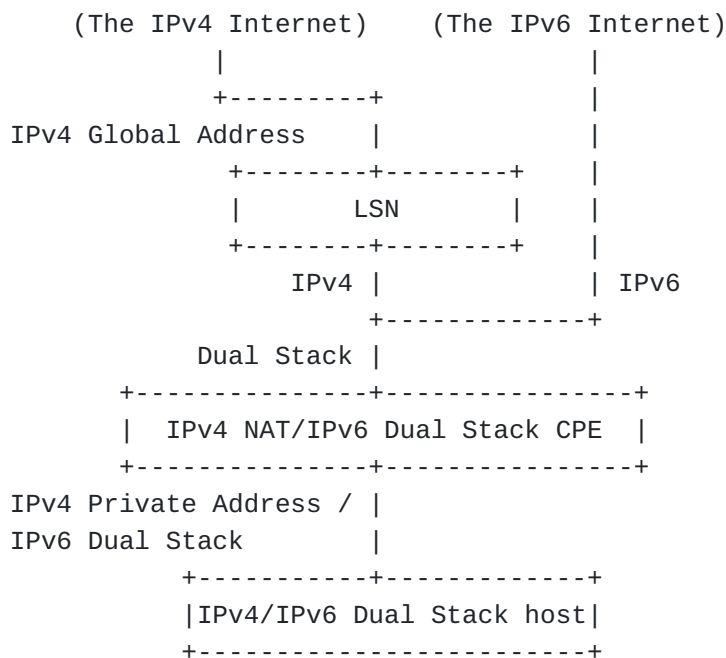 (The IPv4 Internet) (The IPv6 Internet)
IPv4 Global Address
LSN
IPv4 IPv6
Dual Stack
IPv4 NAT/IPv6 Dual Stack CPE
IPv4 Private Address /
IPv6 Dual Stack
IPv4/IPv6 Dual Stack host